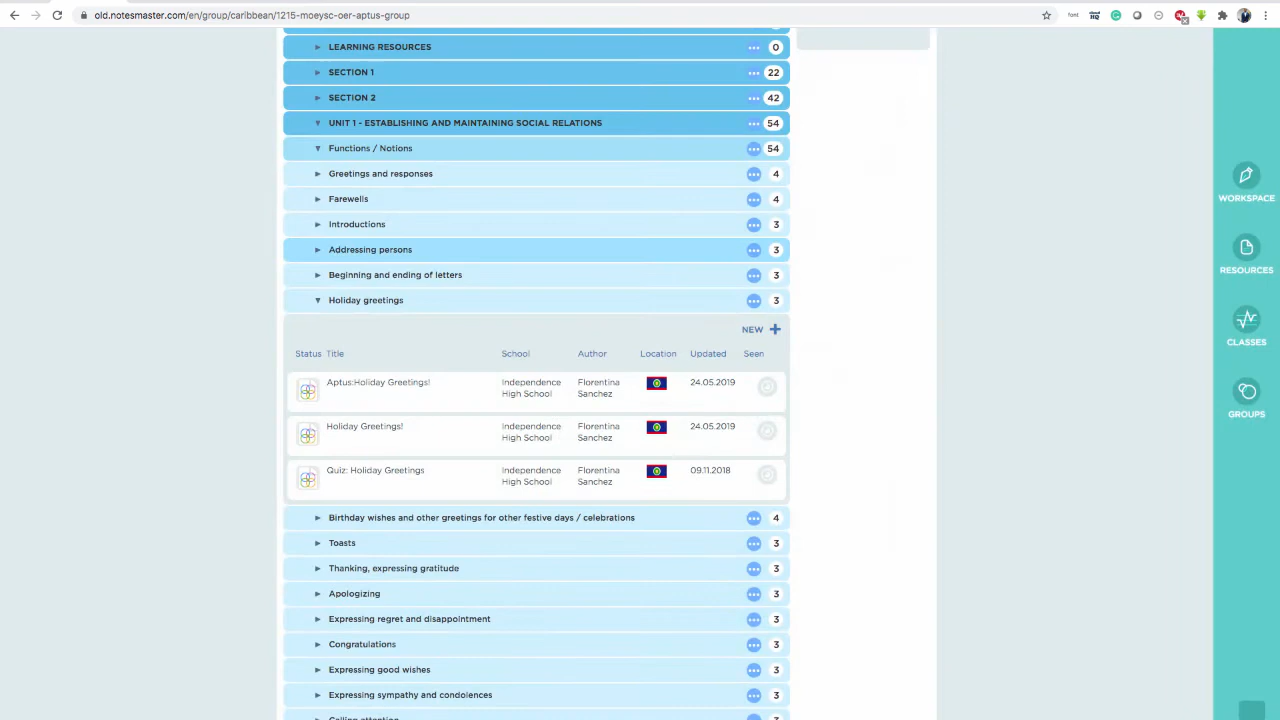 old.notesmaster.com/en/group/caribbean/1215-moeysc-oer-aptus-group
LEARNING RESOURCES 0
SECTION 1 22
SECTION 2 42
UNIT 1 - ESTABLISHING AND MAINTAINING SOCIAL RELATIONS 54
Functions / Notions 54
Greetings and responses 4
Farewells 4
Introductions 3
Addressing persons 3
Beginning and ending of letters 3
Holiday greetings 3
NEW +
Status Title School Author Location Updated Seen
Aptus:Holiday Greetings! Independence Florentina 24.05.2019
High School Sanchez
Holiday Greetings! Independence Florentina 24.05.2019
High School Sanchez
Quiz: Holiday Greetings Independence Florentina 09.11.2018
High School Sanchez
Birthday wishes and other greetings for other festive days / celebrations 4
Toasts 3
Thanking, expressing gratitude 3
Apologizing 3
Expressing regret and disappointment 3
Congratulations 3
Expressing good wishes 3
Expressing sympathy and condolences 3
Calling attention 3
WORKSPACE
RESOURCES
CLASSES
GROUPS